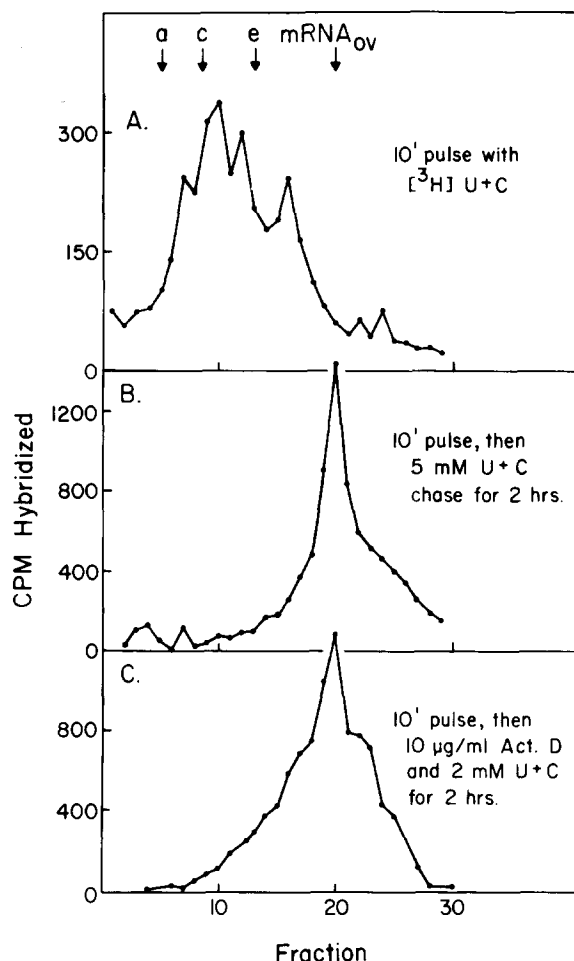 a c e mRNAov
A.
300
150
0
10' pulse with
[³H] U+C
B.
1200
800
400
0
10' pulse, then
5 mM U+C
chase for 2 hrs.
C.
800
400
0
10' pulse, then
10 µg/ml Act. D
and 2 mM U+C
for 2 hrs.
CPM Hybridized
10 20 30
Fraction